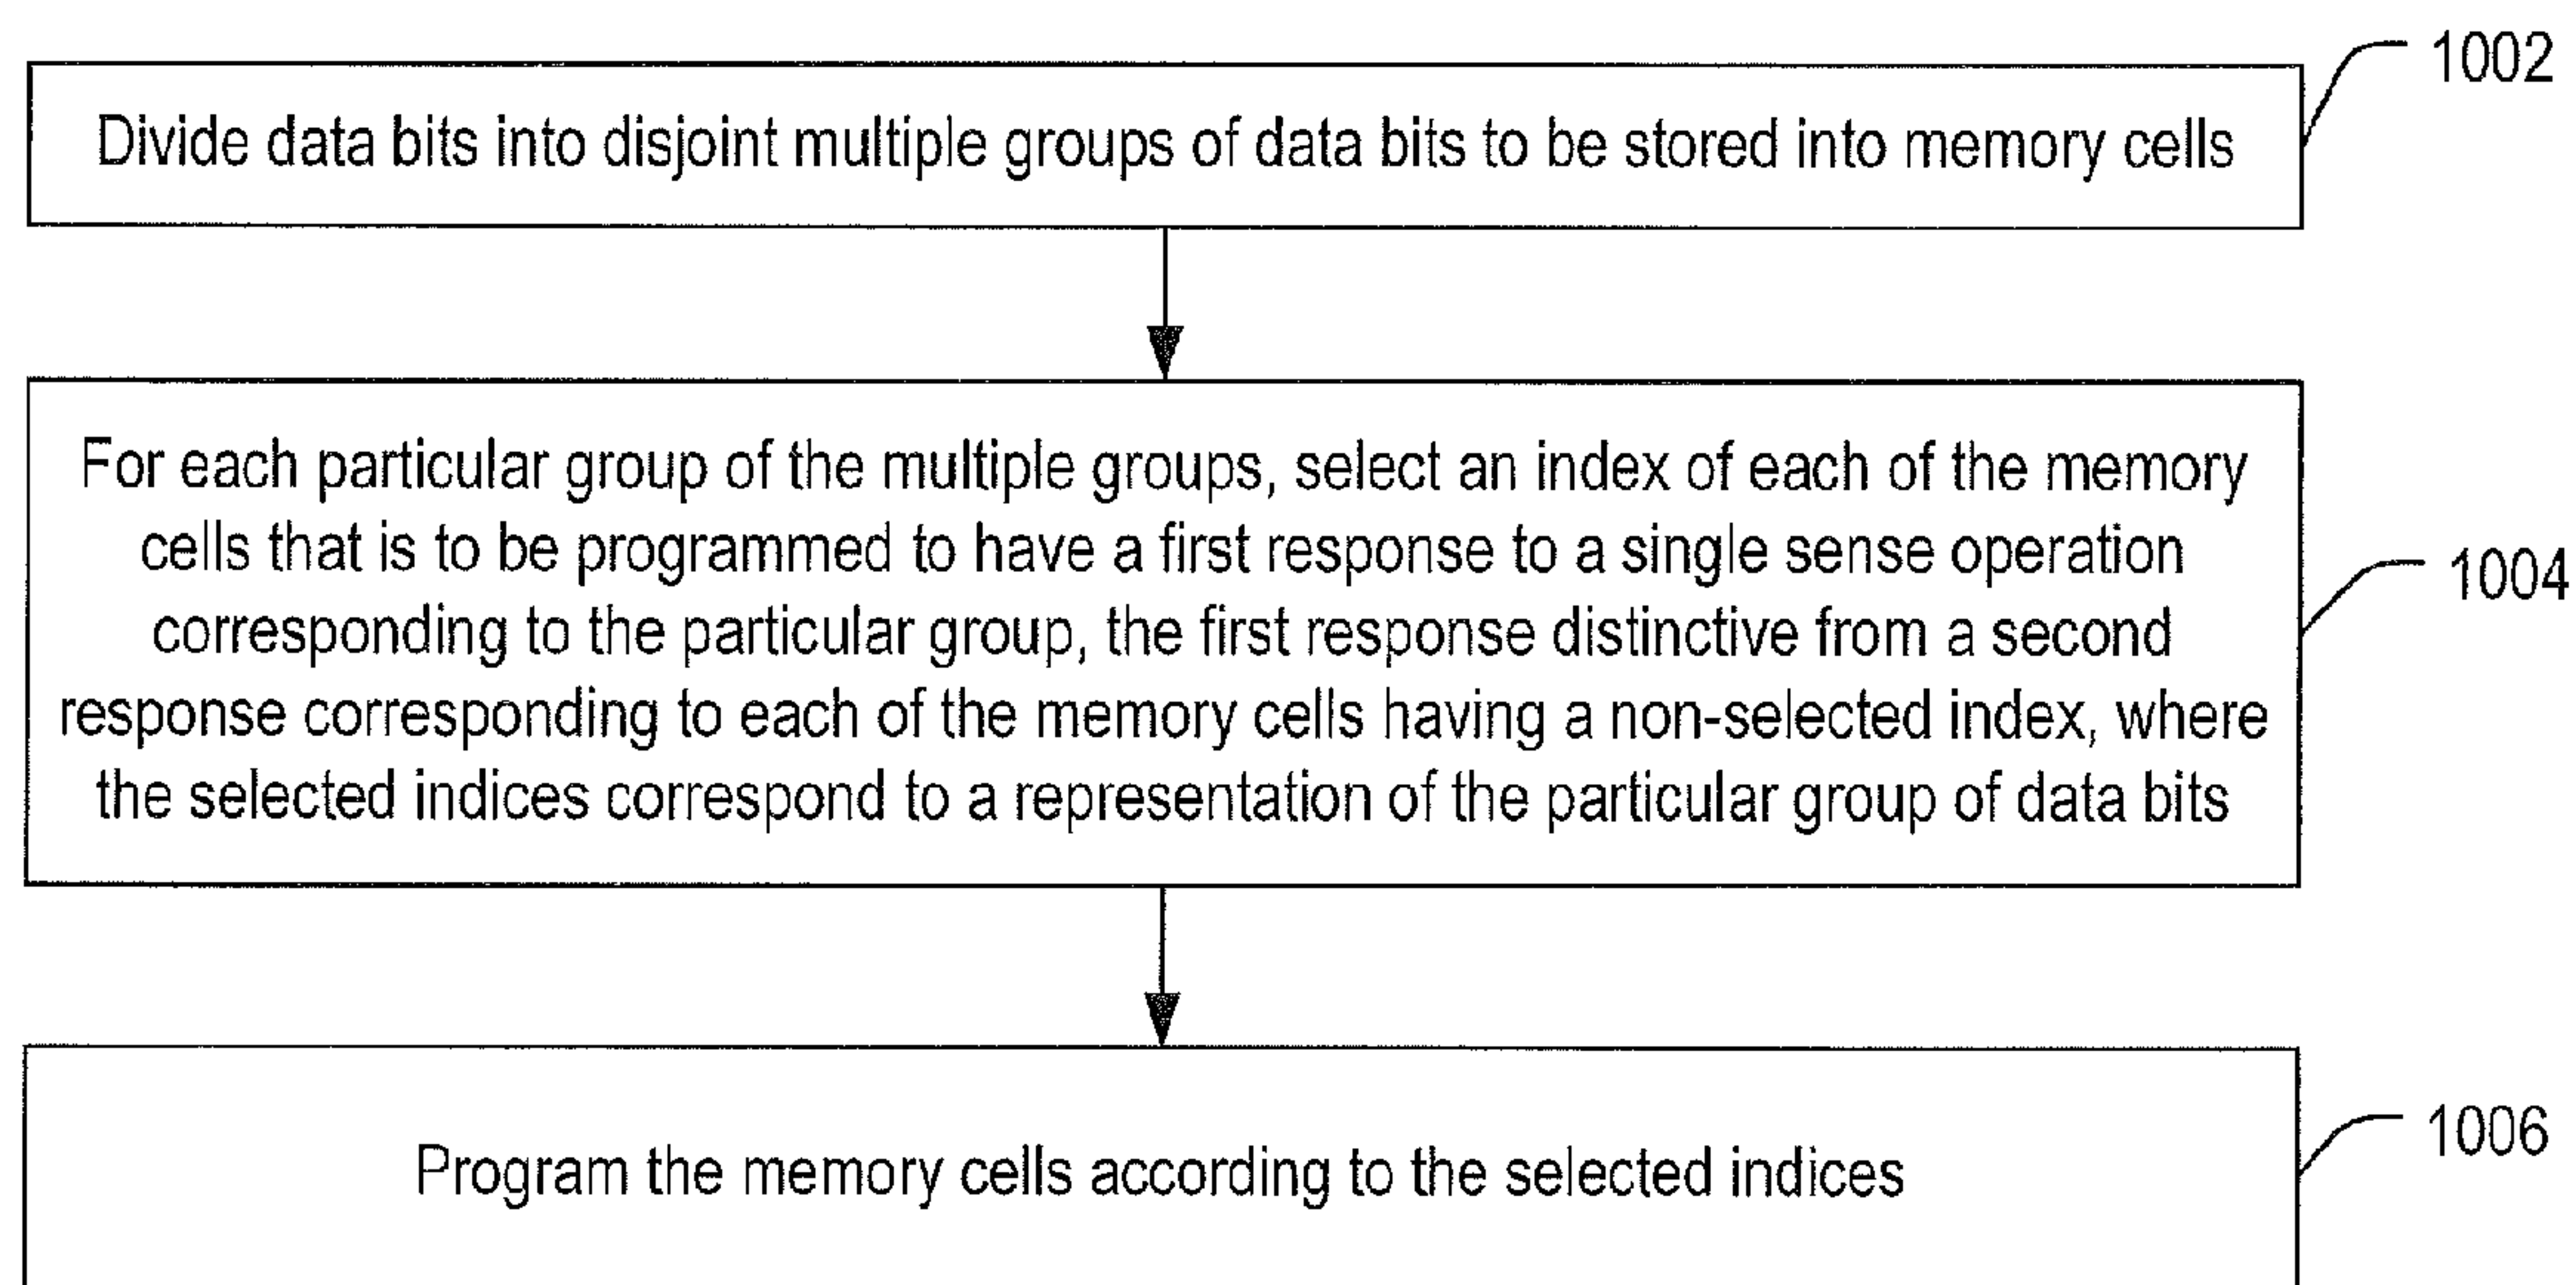 1002
Divide data bits into disjoint multiple groups of data bits to be stored into memory cells
For each particular group of the multiple groups, select an index of each of the memory
cells that is to be programmed to have a first response to a single sense operation
corresponding to the particular group, the first response distinctive from a second
response corresponding to each of the memory cells having a non-selected index, where
the selected indices correspond to a representation of the particular group of data bits
1004
Program the memory cells according to the selected indices
1006